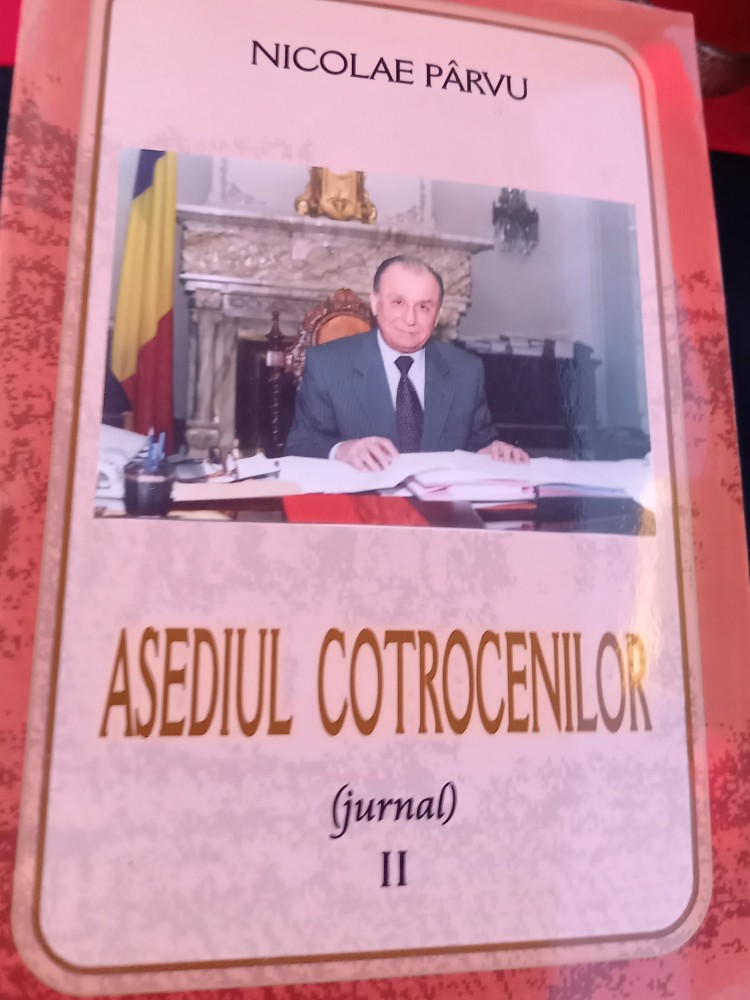 NICOLAE PÂRVU
ASEDIUL COTROCENILOR
(jurnal)
II